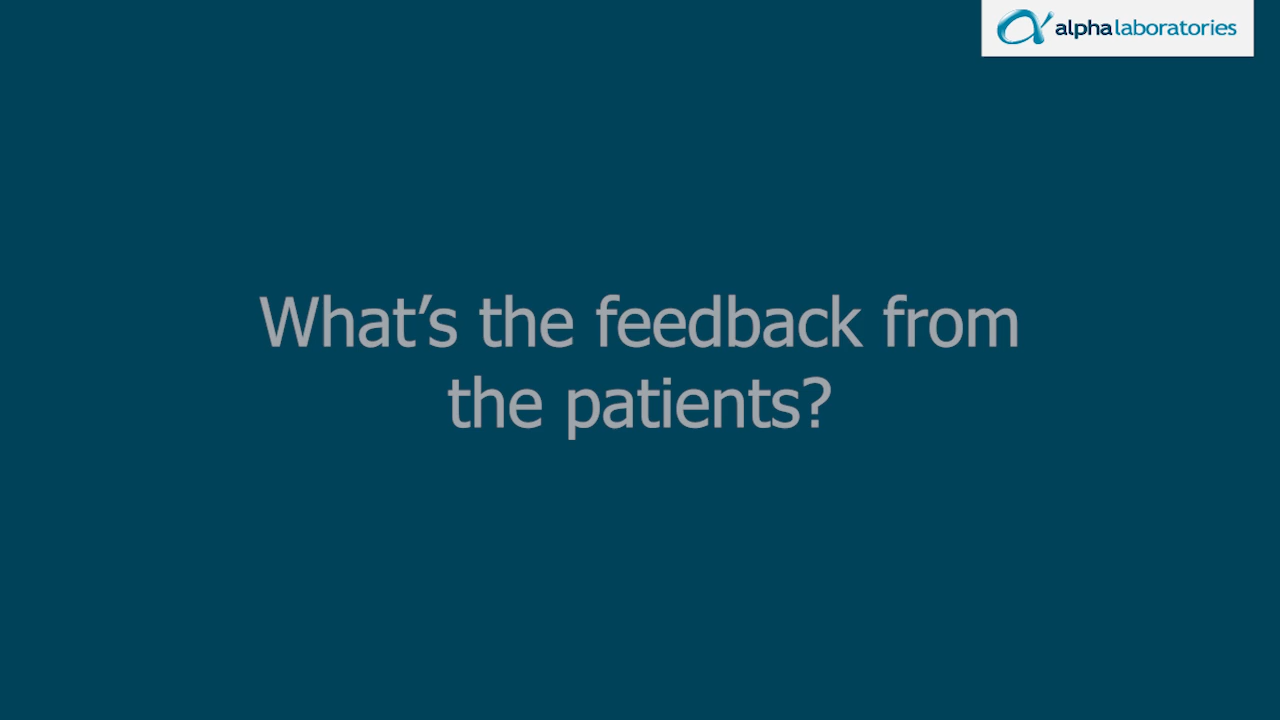 alphalaboratories
What’s the feedback from
the patients?